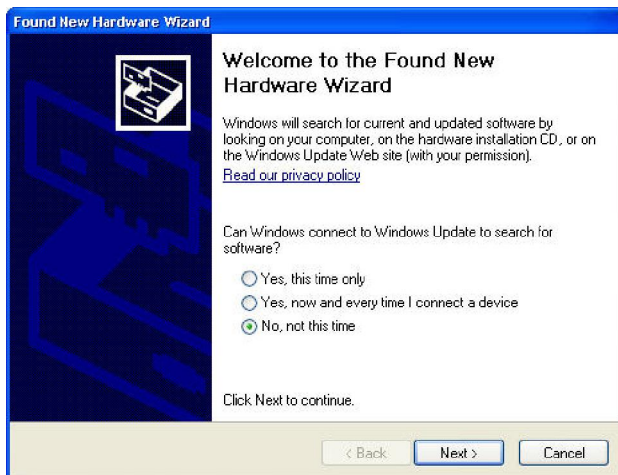 Found New Hardware Wizard
Welcome to the Found New
Hardware Wizard
Windows will search for current and updated software by
looking on your computer, on the hardware installation CD, or on
the Windows Update Web site (with your permission).
Read our privacy policy
Can Windows connect to Windows Update to search for
software?
Yes, this time only
Yes, now and every time I connect a device
No, not this time
Click Next to continue.
< Back
Next >
Cancel